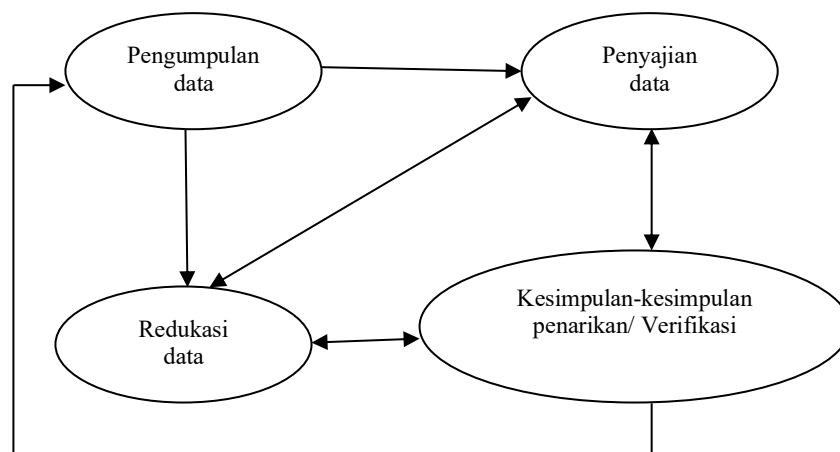 Pengumpulan
data
Penyajian
data
Redukasi
data
Kesimpulan-kesimpulan
penarikan/ Verifikasi